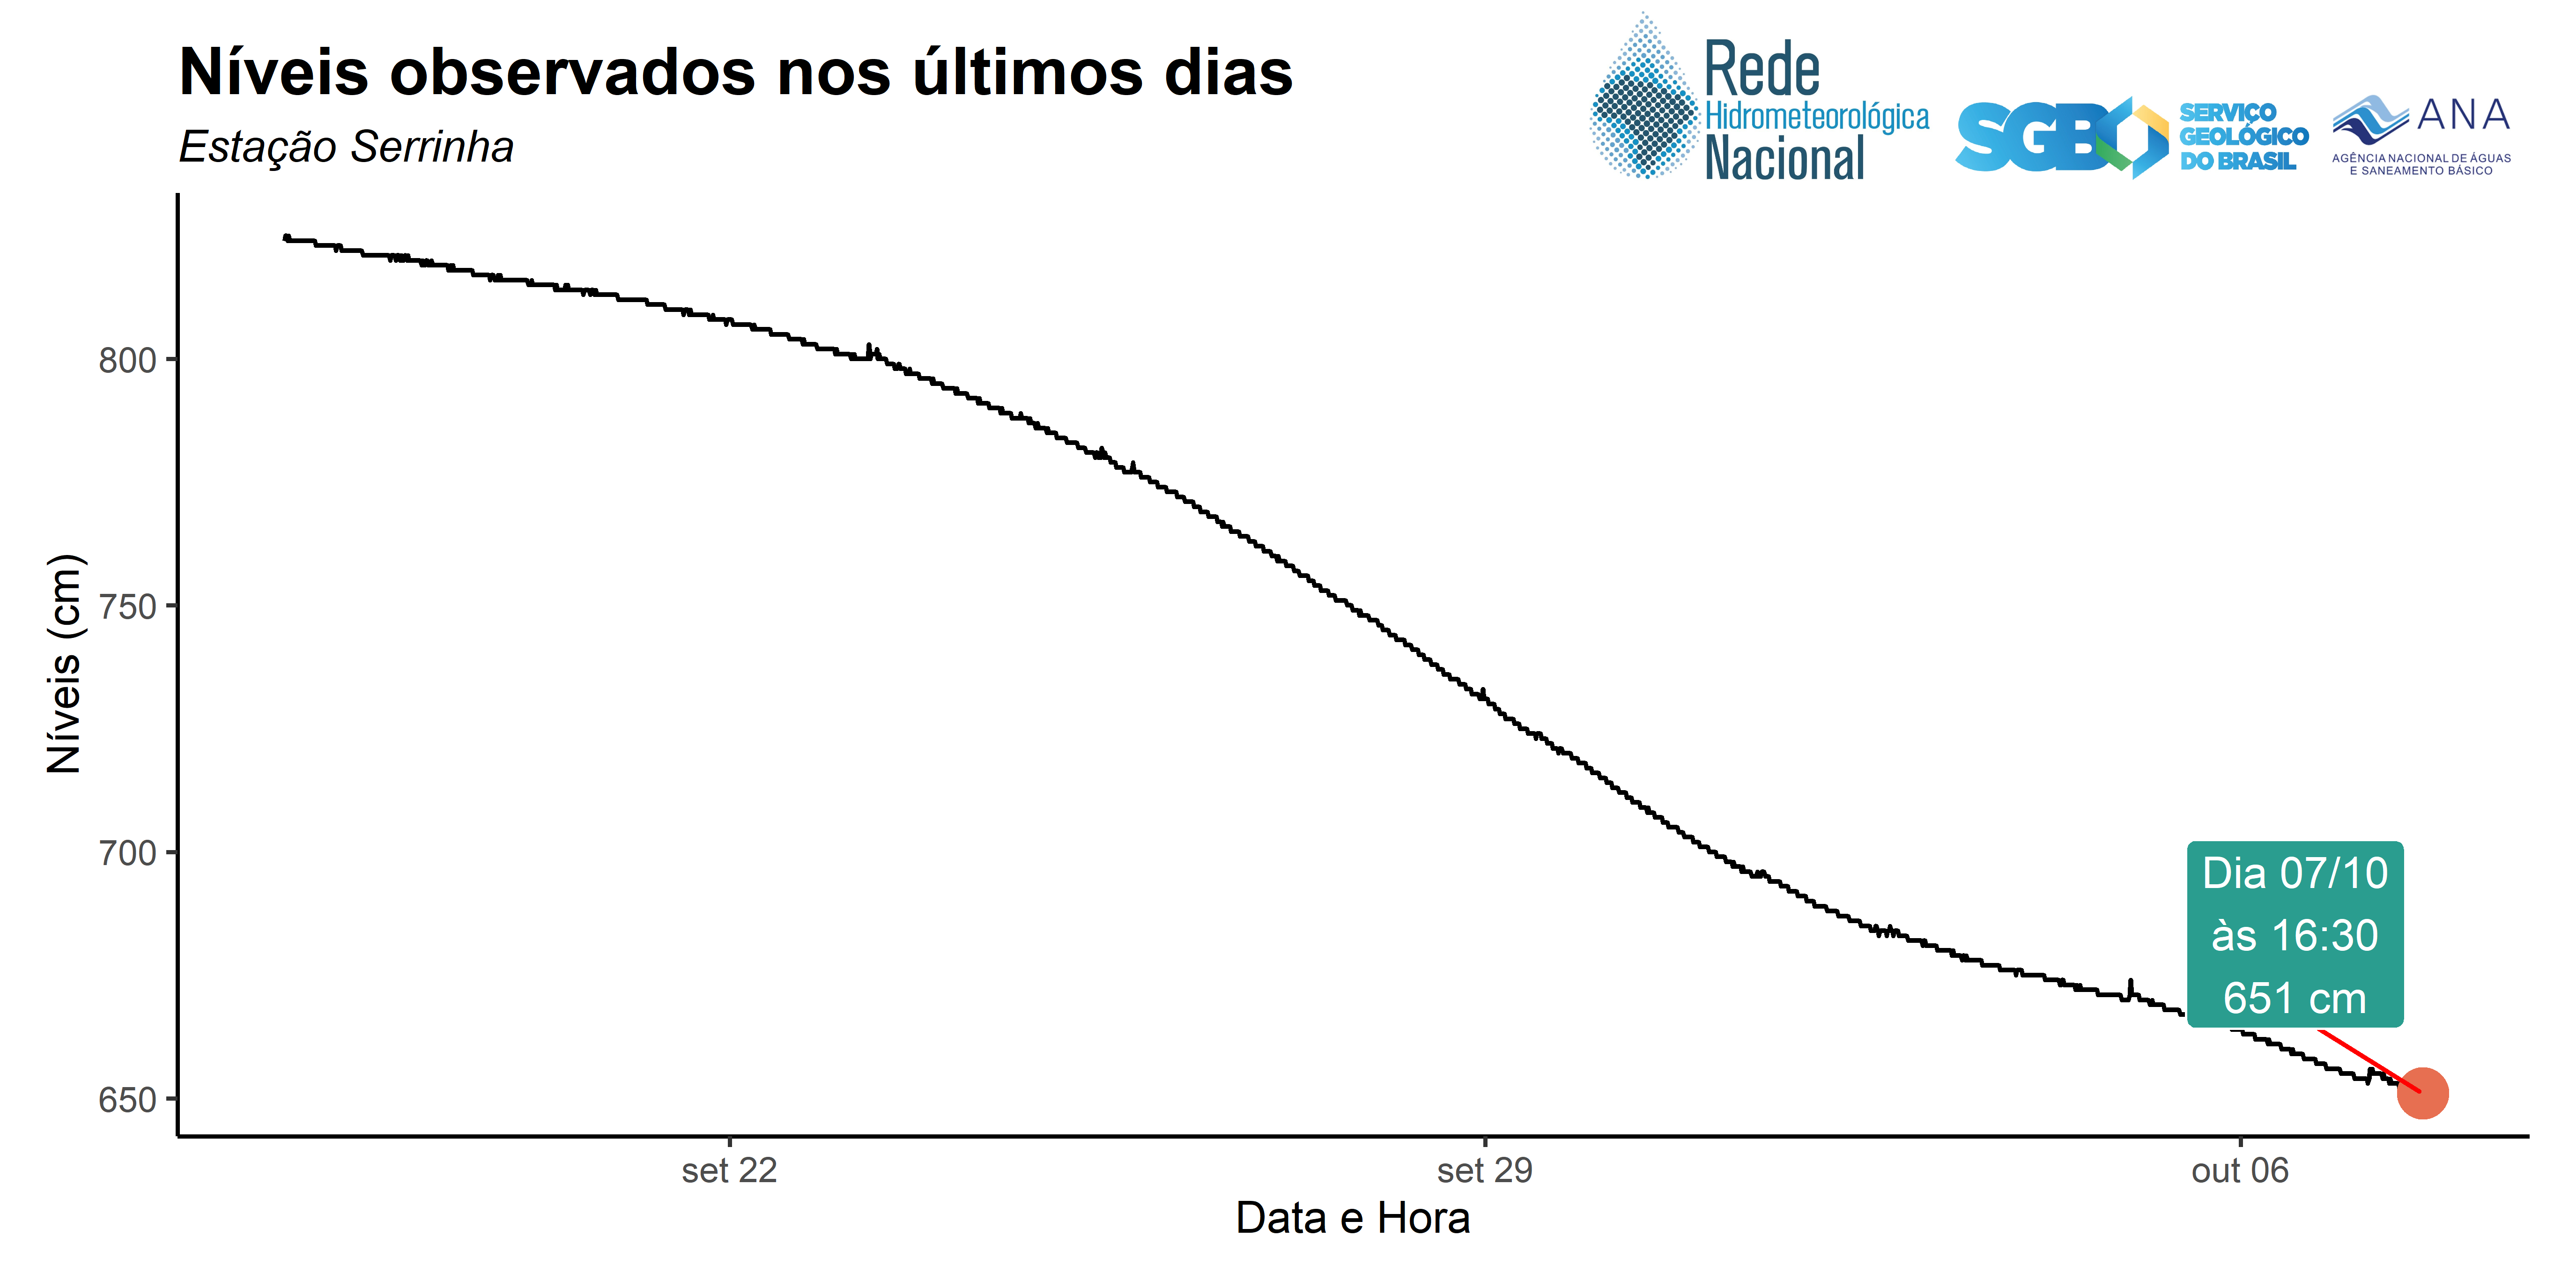 Níveis observados nos últimos dias
Estação Serrinha
Rede
Hidrometeorológica
Nacional
SGB
SERVIÇO
GEOLÓGICO
DO BRASIL
ANA
AGÊNCIA NACIONAL DE ÁGUAS
E SANEAMENTO BÁSICO
Níveis (cm)
800
750
700
650
Dia 07/10
às 16:30
651 cm
set 22
set 29
out 06
Data e Hora